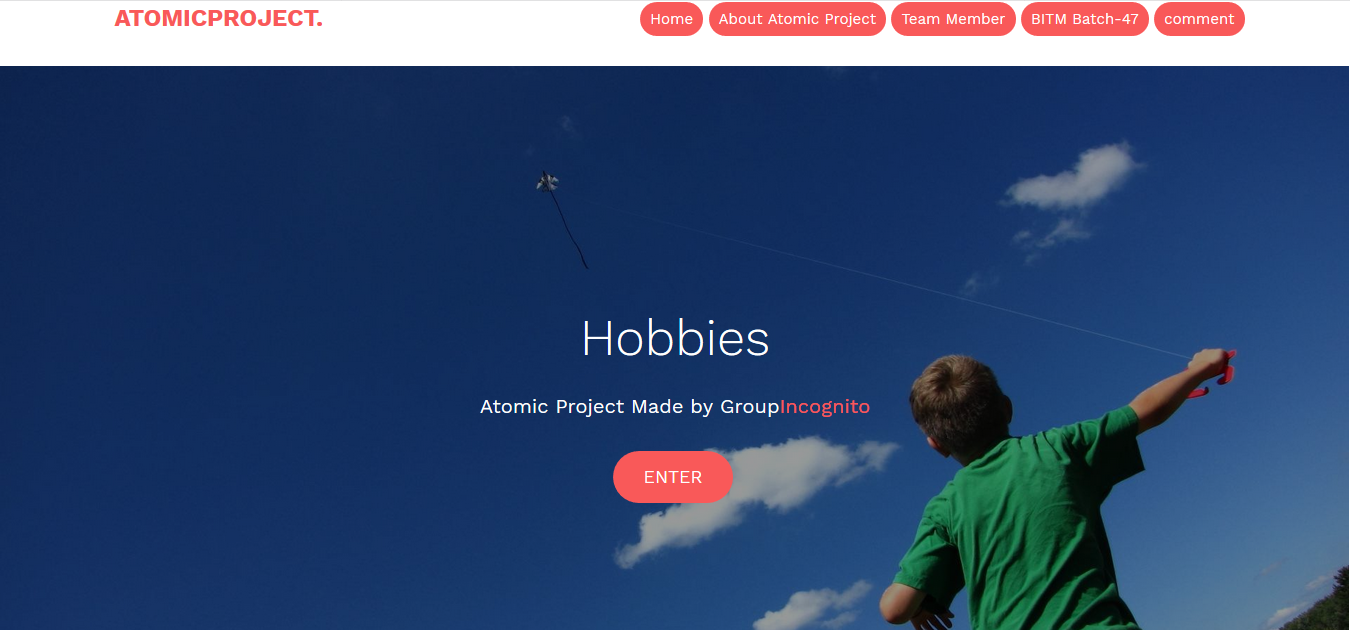 ATOMICPROJECT.
Home About Atomic Project Team Member BITM Batch-47 comment
Hobbies
Atomic Project Made by GroupIncognito
ENTER